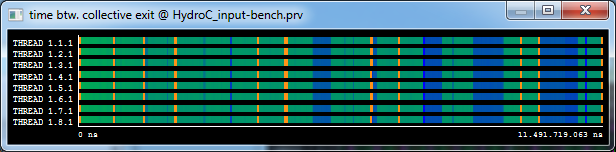 time btw. collective exit @ HydroC_input-bench.prv
THREAD 1.1.1
THREAD 1.2.1
THREAD 1.3.1
THREAD 1.4.1
THREAD 1.5.1
THREAD 1.6.1
THREAD 1.7.1
THREAD 1.8.1
0 ns 11.491.719.063 ns